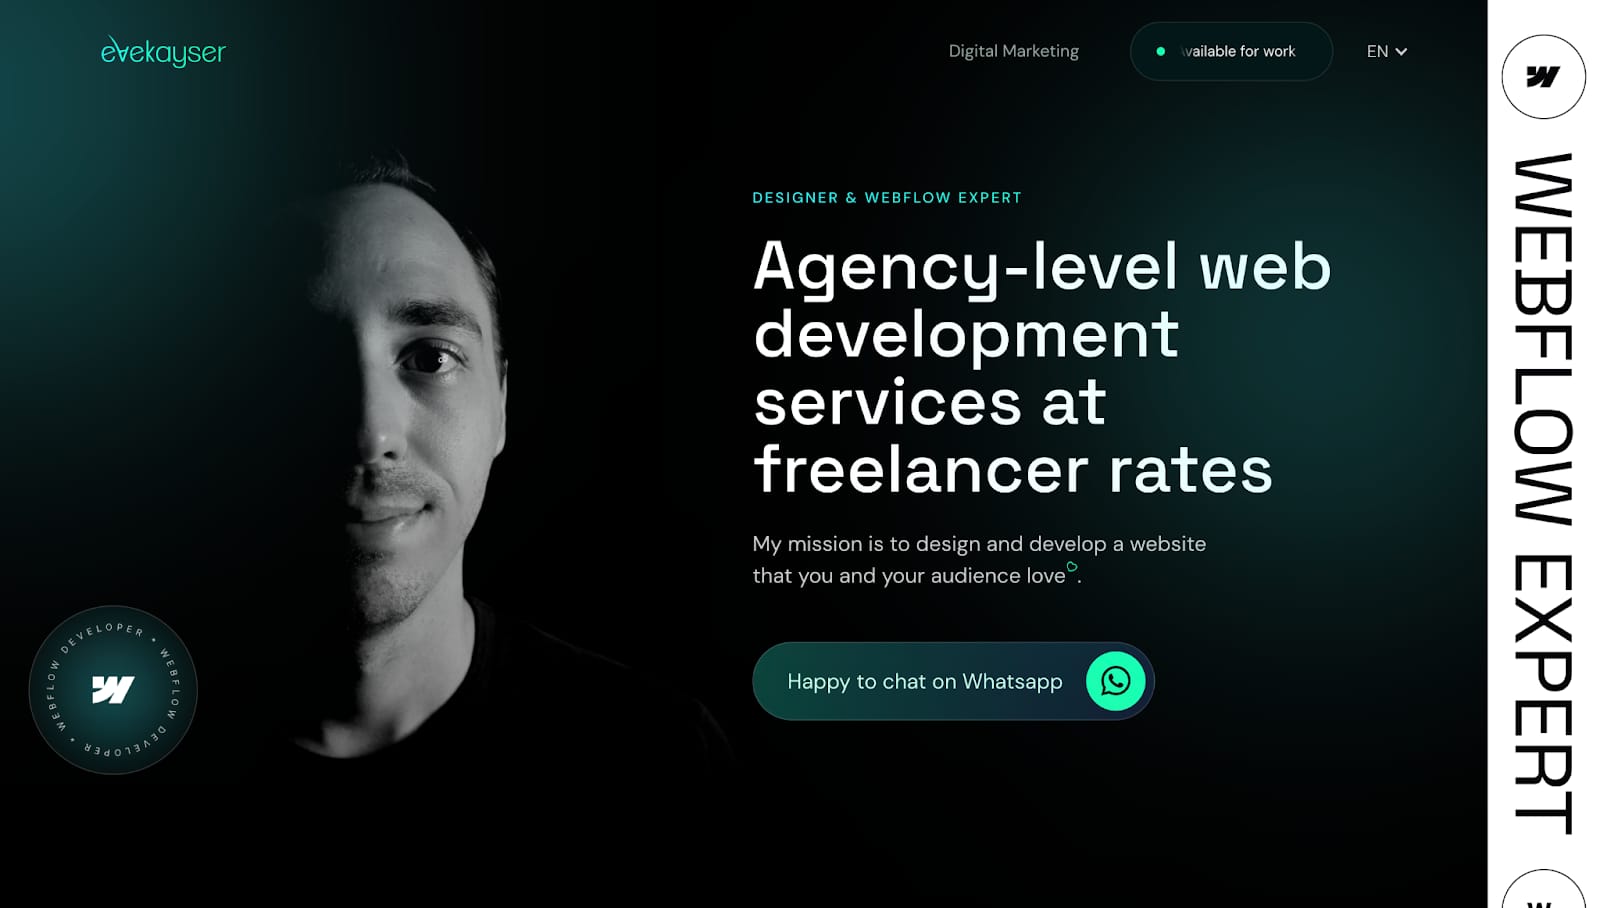 evekayser
Digital Marketing
Available for work
EN
DESIGNER & WEBFLOW EXPERT
Agency-level web
development
services at
freelancer rates
My mission is to design and develop a website
that you and your audience love.
Happy to chat on Whatsapp
WEBFLOW DEVELOPER • WEBFLOW DEVELOPER •
WEBFLOW EXPERT